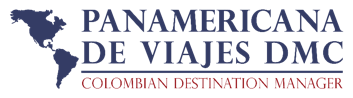 PANAMERICANA
DE VIAJES DMC
COLOMBIAN DESTINATION MANAGER